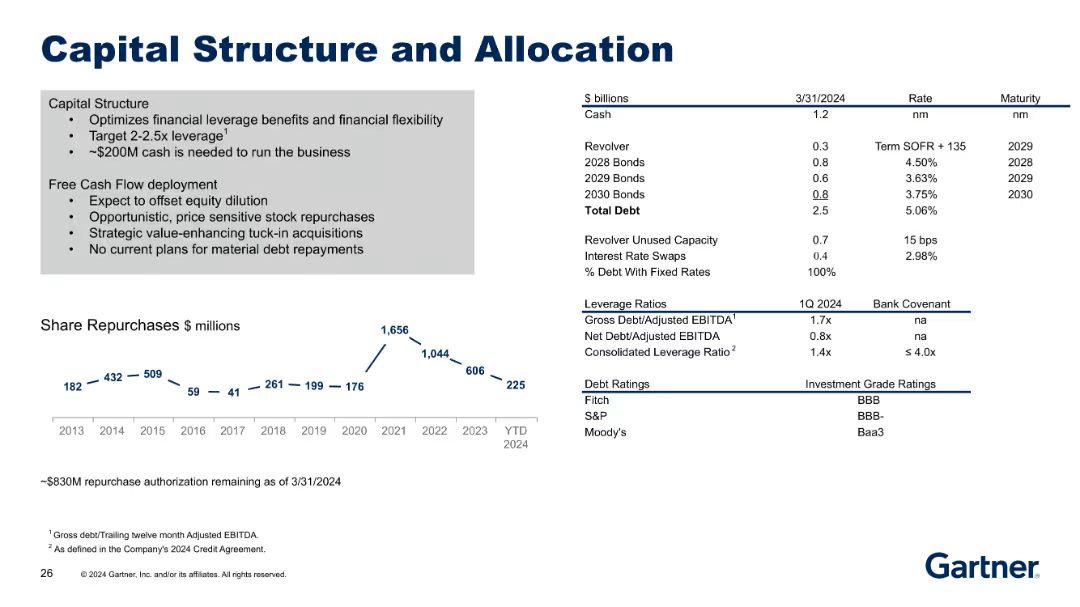 Capital Structure and Allocation
Capital Structure
• Optimizes financial leverage benefits and financial flexibility
• Target 2-2.5x leverage1
• ~$200M cash is needed to run the business
Free Cash Flow deployment
• Expect to offset equity dilution
• Opportunistic, price sensitive stock repurchases
• Strategic value-enhancing tuck-in acquisitions
• No current plans for material debt repayments
Share Repurchases $ millions
182 432 509 59 41 261 199 176 1,656 1,044 606 225
2013 2014 2015 2016 2017 2018 2019 2020 2021 2022 2023 YTD 2024
~$830M repurchase authorization remaining as of 3/31/2024
$ billions 3/31/2024 Rate Maturity
Cash 1.2 nm nm
Revolver 0.3 Term SOFR + 135 2029
2028 Bonds 0.8 4.50% 2028
2029 Bonds 0.6 3.63% 2029
2030 Bonds 0.8 3.75% 2030
Total Debt 2.5 5.06%
Revolver Unused Capacity 0.7 15 bps
Interest Rate Swaps 0.4 2.98%
% Debt With Fixed Rates 100%
Leverage Ratios 1Q 2024 Bank Covenant
Gross Debt/Adjusted EBITDA1 1.7x na
Net Debt/Adjusted EBITDA 0.8x na
Consolidated Leverage Ratio 2 1.4x ≤ 4.0x
Debt Ratings Investment Grade Ratings
Fitch BBB
S&P BBB-
Moody's Baa3
1 Gross debt/Trailing twelve month Adjusted EBITDA.
2 As defined in the Company's 2024 Credit Agreement.
26 © 2024 Gartner, Inc. and/or its affiliates. All rights reserved.
Gartner®